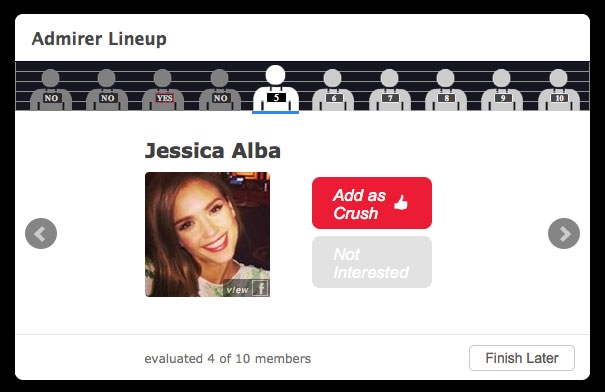 Admirer Lineup
NO NO YES NO 5 6 7 8 9 10
Jessica Alba
Add as
Crush
Not
Interested
view f
evaluated 4 of 10 members
Finish Later